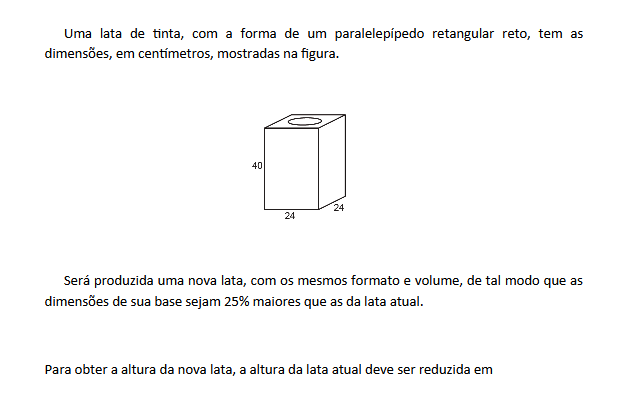 Uma lata de tinta, com a forma de um paralelepípedo retangular reto, tem as
dimensões, em centímetros, mostradas na figura.
40
24
24
Será produzida uma nova lata, com os mesmos formato e volume, de tal modo que as
dimensões de sua base sejam 25% maiores que as da lata atual.
Para obter a altura da nova lata, a altura da lata atual deve ser reduzida em